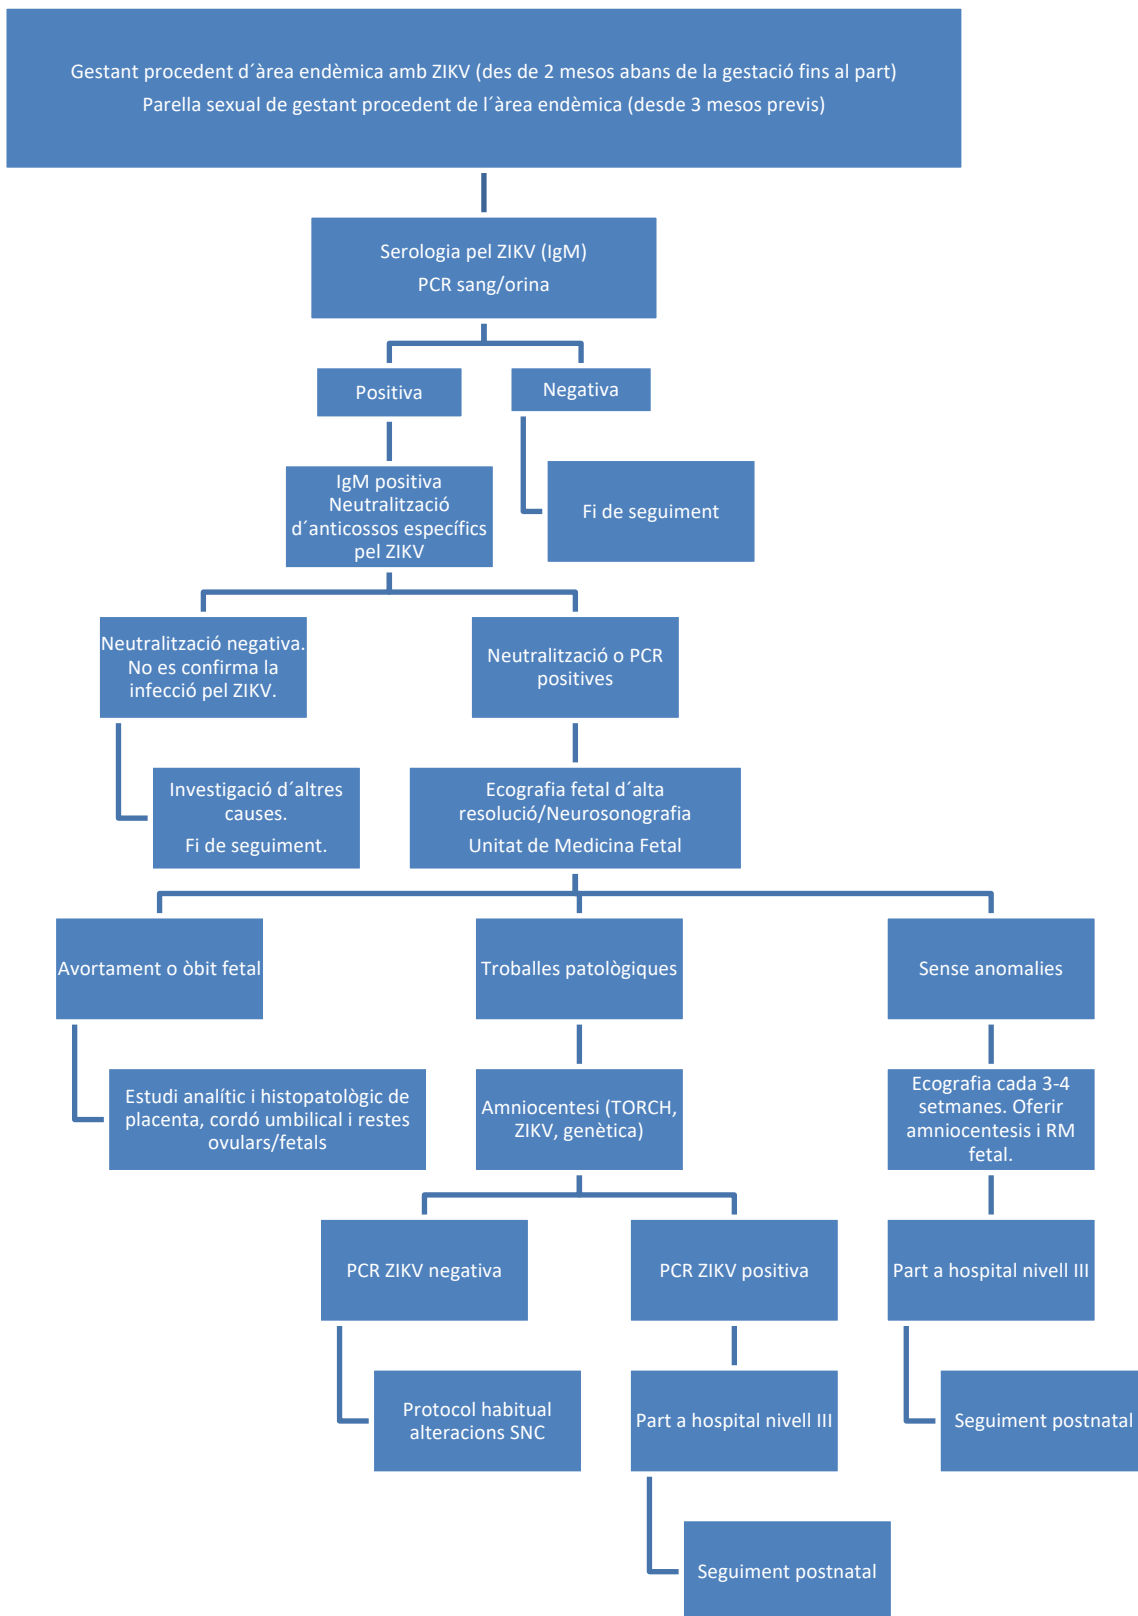 Gestant procedent d´àrea endèmica amb ZIKV (des de 2 mesos abans de la gestació fins al part)
Parella sexual de gestant procedent de l´àrea endèmica (desde 3 mesos previs)
Serologia pel ZIKV (IgM)
PCR sang/orina
Positiva
Negativa
IgM positiva
Neutralització
d´anticossos específics
pel ZIKV
Fi de seguiment
Neutralització negativa.
No es confirma la
infecció pel ZIKV.
Neutralització o PCR
positives
Investigació d´altres
causes.
Fi de seguiment.
Ecografia fetal d´alta
resolució/Neurosonografia
Unitat de Medicina Fetal
Avortament o òbit fetal
Troballes patològiques
Sense anomalies
Estudi analític i histopatològic de
placenta, cordó umbilical i restes
ovulars/fetals
Amniocentesi (TORCH,
ZIKV, genètica)
Ecografia cada 3-4
setmanes. Oferir
amniocentesis i RM
fetal.
PCR ZIKV negativa
PCR ZIKV positiva
Part a hospital nivell III
Protocol habitual
alteracions SNC
Part a hospital nivell III
Seguiment postnatal
Seguiment postnatal